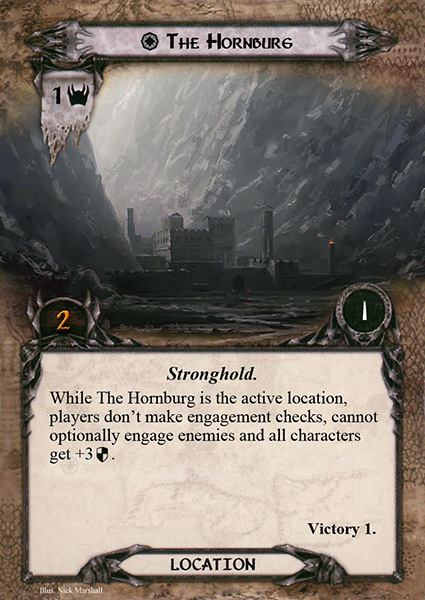 The Hornburg
1
2
1
Stronghold.
While The Hornburg is the active location,
players don't make engagement checks, cannot
optionally engage enemies and all characters
get +3.
Victory 1.
LOCATION
Illus. Nick Marshall